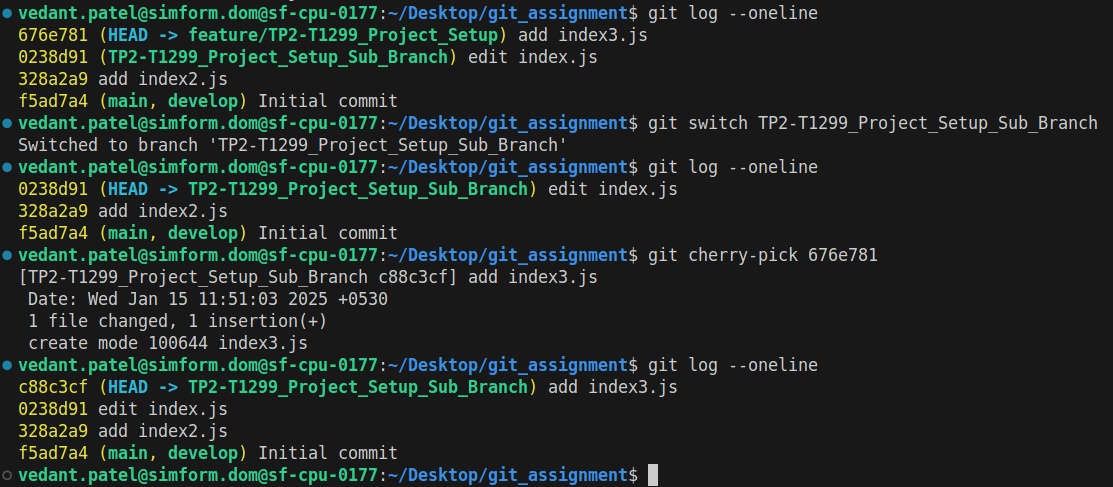 vedant.patel@simform.dom@sf-cpu-0177:~/Desktop/git_assignment$ git log --oneline
676e781 (HEAD -> feature/TP2-T1299_Project_Setup) add index3.js
0238d91 (TP2-T1299_Project_Setup_Sub_Branch) edit index.js
328a2a9 add index2.js
f5ad7a4 (main, develop) Initial commit
vedant.patel@simform.dom@sf-cpu-0177:~/Desktop/git_assignment$ git switch TP2-T1299_Project_Setup_Sub_Branch
Switched to branch 'TP2-T1299_Project_Setup_Sub_Branch'
vedant.patel@simform.dom@sf-cpu-0177:~/Desktop/git_assignment$ git log --oneline
0238d91 (HEAD -> TP2-T1299_Project_Setup_Sub_Branch) edit index.js
328a2a9 add index2.js
f5ad7a4 (main, develop) Initial commit
vedant.patel@simform.dom@sf-cpu-0177:~/Desktop/git_assignment$ git cherry-pick 676e781
[TP2-T1299_Project_Setup_Sub_Branch c88c3cf] add index3.js
 Date: Wed Jan 15 11:51:03 2025 +0530
 1 file changed, 1 insertion(+)
 create mode 100644 index3.js
vedant.patel@simform.dom@sf-cpu-0177:~/Desktop/git_assignment$ git log --oneline
c88c3cf (HEAD -> TP2-T1299_Project_Setup_Sub_Branch) add index3.js
0238d91 edit index.js
328a2a9 add index2.js
f5ad7a4 (main, develop) Initial commit
vedant.patel@simform.dom@sf-cpu-0177:~/Desktop/git_assignment$